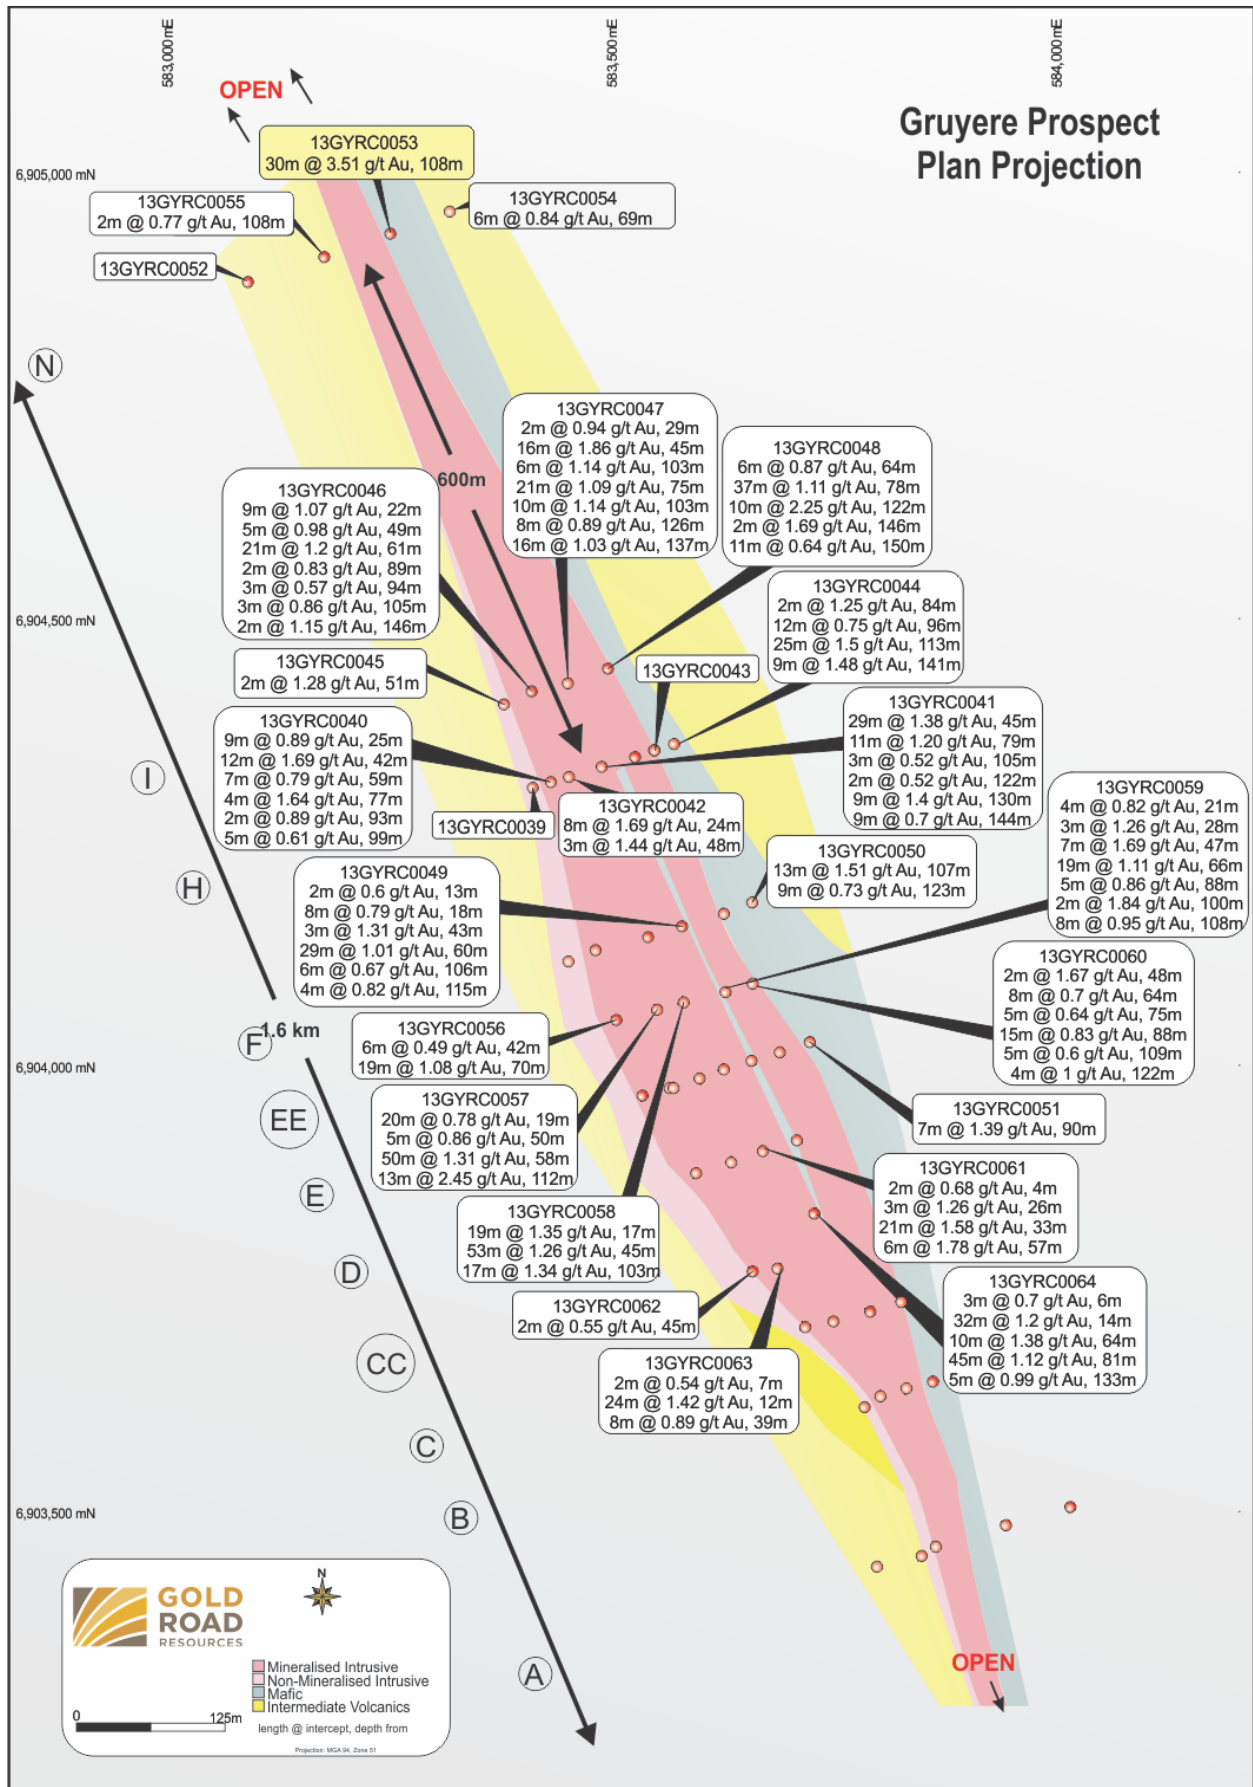 583,000 mE
583,500 mE
584,000 mE
Gruyere Prospect
Plan Projection
OPEN
13GYRC0053
30m @ 3.51 g/t Au, 108m
6,905,000 mN
13GYRC0055
2m @ 0.77 g/t Au, 108m
13GYRC0054
6m @ 0.84 g/t Au, 69m
13GYRC0052
N
600m
13GYRC0047
2m @ 0.94 g/t Au, 29m
16m @ 1.86 g/t Au, 45m
6m @ 1.14 g/t Au, 103m
21m @ 1.09 g/t Au, 75m
10m @ 1.14 g/t Au, 103m
8m @ 0.89 g/t Au, 126m
16m @ 1.03 g/t Au, 137m
13GYRC0048
6m @ 0.87 g/t Au, 64m
37m @ 1.11 g/t Au, 78m
10m @ 2.25 g/t Au, 122m
2m @ 1.69 g/t Au, 146m
11m @ 0.64 g/t Au, 150m
13GYRC0046
9m @ 1.07 g/t Au, 22m
5m @ 0.98 g/t Au, 49m
21m @ 1.2 g/t Au, 61m
2m @ 0.83 g/t Au, 89m
3m @ 0.57 g/t Au, 94m
3m @ 0.86 g/t Au, 105m
2m @ 1.15 g/t Au, 146m
13GYRC0044
2m @ 1.25 g/t Au, 84m
12m @ 0.75 g/t Au, 96m
25m @ 1.5 g/t Au, 113m
9m @ 1.48 g/t Au, 141m
6,904,500 mN
13GYRC0045
2m @ 1.28 g/t Au, 51m
13GYRC0043
13GYRC0040
9m @ 0.89 g/t Au, 25m
12m @ 1.69 g/t Au, 42m
7m @ 0.79 g/t Au, 59m
4m @ 1.64 g/t Au, 77m
2m @ 0.89 g/t Au, 93m
5m @ 0.61 g/t Au, 99m
13GYRC0041
29m @ 1.38 g/t Au, 45m
11m @ 1.20 g/t Au, 79m
3m @ 0.52 g/t Au, 105m
2m @ 0.52 g/t Au, 122m
9m @ 1.4 g/t Au, 130m
9m @ 0.7 g/t Au, 144m
I
13GYRC0039
13GYRC0042
8m @ 1.69 g/t Au, 24m
3m @ 1.44 g/t Au, 48m
13GYRC0059
4m @ 0.82 g/t Au, 21m
3m @ 1.26 g/t Au, 28m
7m @ 1.69 g/t Au, 47m
19m @ 1.11 g/t Au, 66m
5m @ 0.86 g/t Au, 88m
2m @ 1.84 g/t Au, 100m
8m @ 0.95 g/t Au, 108m
13GYRC0050
13m @ 1.51 g/t Au, 107m
9m @ 0.73 g/t Au, 123m
H
13GYRC0049
2m @ 0.6 g/t Au, 13m
8m @ 0.79 g/t Au, 18m
3m @ 1.31 g/t Au, 43m
29m @ 1.01 g/t Au, 60m
6m @ 0.67 g/t Au, 106m
4m @ 0.82 g/t Au, 115m
13GYRC0060
2m @ 1.67 g/t Au, 48m
8m @ 0.7 g/t Au, 64m
5m @ 0.64 g/t Au, 75m
15m @ 0.83 g/t Au, 88m
5m @ 0.6 g/t Au, 109m
4m @ 1 g/t Au, 122m
F
1.6 km
13GYRC0056
6m @ 0.49 g/t Au, 42m
19m @ 1.08 g/t Au, 70m
6,904,000 mN
EE
13GYRC0057
20m @ 0.78 g/t Au, 19m
5m @ 0.86 g/t Au, 50m
50m @ 1.31 g/t Au, 58m
13m @ 2.45 g/t Au, 112m
13GYRC0051
7m @ 1.39 g/t Au, 90m
E
13GYRC0058
19m @ 1.35 g/t Au, 17m
53m @ 1.26 g/t Au, 45m
17m @ 1.34 g/t Au, 103m
13GYRC0061
2m @ 0.68 g/t Au, 4m
3m @ 1.26 g/t Au, 26m
21m @ 1.58 g/t Au, 33m
6m @ 1.78 g/t Au, 57m
D
13GYRC0062
2m @ 0.55 g/t Au, 45m
13GYRC0064
3m @ 0.7 g/t Au, 6m
32m @ 1.2 g/t Au, 14m
10m @ 1.38 g/t Au, 64m
45m @ 1.12 g/t Au, 81m
5m @ 0.99 g/t Au, 133m
CC
13GYRC0063
2m @ 0.54 g/t Au, 7m
24m @ 1.42 g/t Au, 12m
8m @ 0.89 g/t Au, 39m
C
6,903,500 mN
B
A
OPEN
GOLD
ROAD
RESOURCES
N
Mineralised Intrusive
Non-Mineralised Intrusive
Mafic
Intermediate Volcanics
0 125m
length @ intercept, depth from
Projection: MGA 94, Zone 51